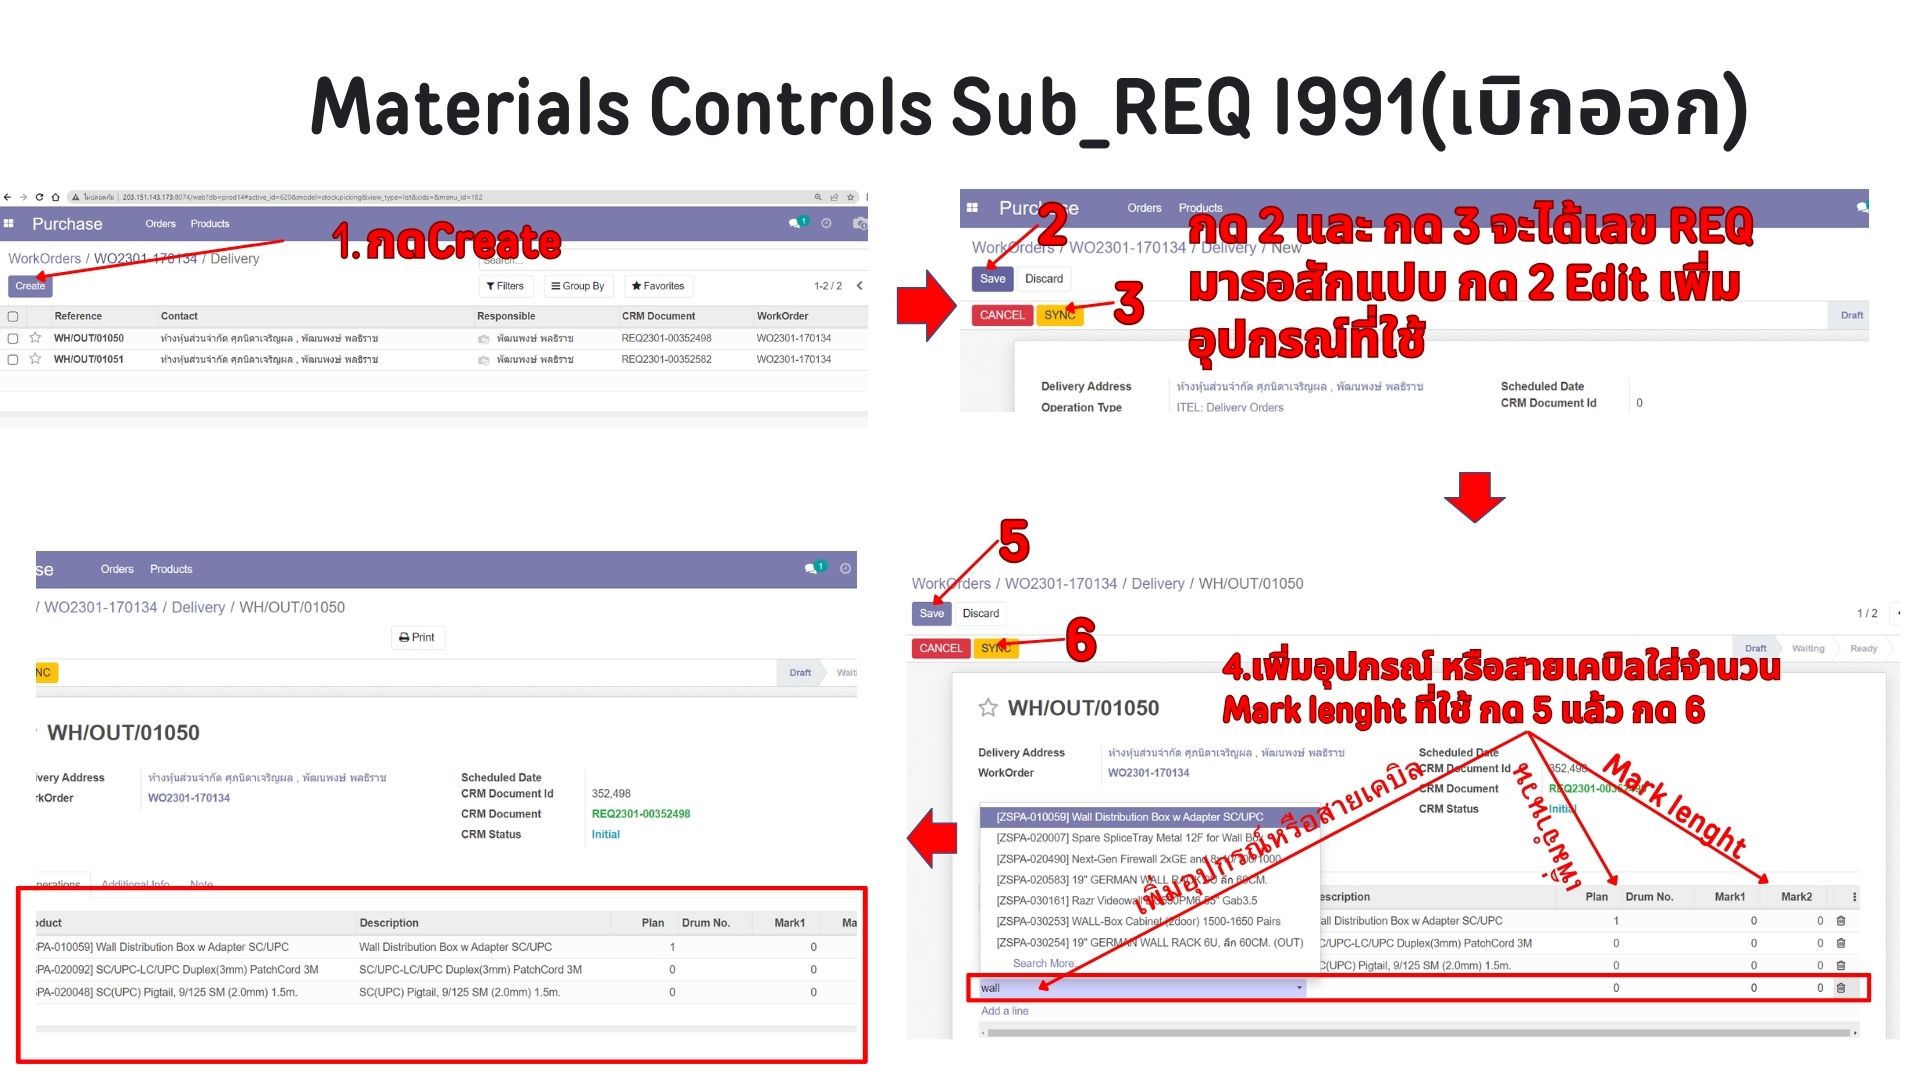 Materials Controls Sub_REQ I991(เบิกออก)
ไม่ปลอดภัย | 203.151.143.173:8074/web?db=prod14#active_id=620&model=stock.picking&view_type=list&cids=&menu_id=182
Purchase Orders Products 1
1.กดCreate
WorkOrders / WO2301-170134 / Delivery
Search...
Create Filters Group By Favorites 1-2 / 2
Reference Contact Responsible CRM Document WorkOrder
WH/OUT/01050 ห้างหุ้นส่วนจำกัด ศุภนิดาเจริญผล , พัฒนพงษ์ พลธิราช พัฒนพงษ์ พลธิราช REQ2301-00352498 WO2301-170134
WH/OUT/01051 ห้างหุ้นส่วนจำกัด ศุภนิดาเจริญผล , พัฒนพงษ์ พลธิราช พัฒนพงษ์ พลธิราช REQ2301-00352582 WO2301-170134
Purchase Orders Products
2
กด 2 และ กด 3 จะได้เลข REQ
มารอสักแปบ กด 2 Edit เพิ่ม
อุปกรณ์ที่ใช้
WorkOrders / WO2301-170134 / Delivery / New
Save Discard
3
CANCEL SYNC Draft
Delivery Address ห้างหุ้นส่วนจำกัด ศุภนิดาเจริญผล , พัฒนพงษ์ พลธิราช Scheduled Date
Operation Type ITEL: Delivery Orders CRM Document Id 0
5
WorkOrders / WO2301-170134 / Delivery / WH/OUT/01050
Save Discard 1 / 2
6
CANCEL SYNC Draft Waiting Ready
4.เพิ่มอุปกรณ์ หรือสายเคเบิลใส่จำนวน
Mark lenght ที่ใช้ กด 5 แล้ว กด 6
WH/OUT/01050
Delivery Address ห้างหุ้นส่วนจำกัด ศุภนิดาเจริญผล , พัฒนพงษ์ พลธิราช Scheduled Date
WorkOrder WO2301-170134 CRM Document Id 352,498
CRM Document REQ2301-00352498
CRM Status Initial
เพิ่มอุปกรณ์หรือสายเคเบิล
Mark lenght
[ZSPA-010059] Wall Distribution Box w Adapter SC/UPC
[ZSPA-020007] Spare SpliceTray Metal 12F for Wall Box
[ZSPA-020490] Next-Gen Firewall 2xGE and 8x10/100/1000
[ZSPA-020583] 19" GERMAN WALL RACK 6U ลึก 60CM.
[ZSPA-030161] Razr Videowall 55" Gab3.5
[ZSPA-030253] WALL-Box Cabinet (2door) 1500-1650 Pairs
[ZSPA-030254] 19" GERMAN WALL RACK 6U, ลึก 60CM. (OUT)
Search More...
escription Plan Drum No. Mark1 Mark2
all Distribution Box w Adapter SC/UPC 1 0 0
C/UPC-LC/UPC Duplex(3mm) PatchCord 3M 0 0 0
C(UPC) Pigtail, 9/125 SM (2.0mm) 1.5m. 0 0 0
wall 0 0 0
Add a line
se Orders Products 1
/ WO2301-170134 / Delivery / WH/OUT/01050
Print
NC Draft Waiti
WH/OUT/01050
ivery Address ห้างหุ้นส่วนจำกัด ศุภนิดาเจริญผล , พัฒนพงษ์ พลธิราช Scheduled Date
rkOrder WO2301-170134 CRM Document Id 352,498
CRM Document REQ2301-00352498
CRM Status Initial
perations Additional Info Note
oduct Description Plan Drum No. Mark1 Ma
SPA-010059] Wall Distribution Box w Adapter SC/UPC Wall Distribution Box w Adapter SC/UPC 1 0
SPA-020092] SC/UPC-LC/UPC Duplex(3mm) PatchCord 3M SC/UPC-LC/UPC Duplex(3mm) PatchCord 3M 0 0
SPA-020048] SC(UPC) Pigtail, 9/125 SM (2.0mm) 1.5m. SC(UPC) Pigtail, 9/125 SM (2.0mm) 1.5m. 0 0